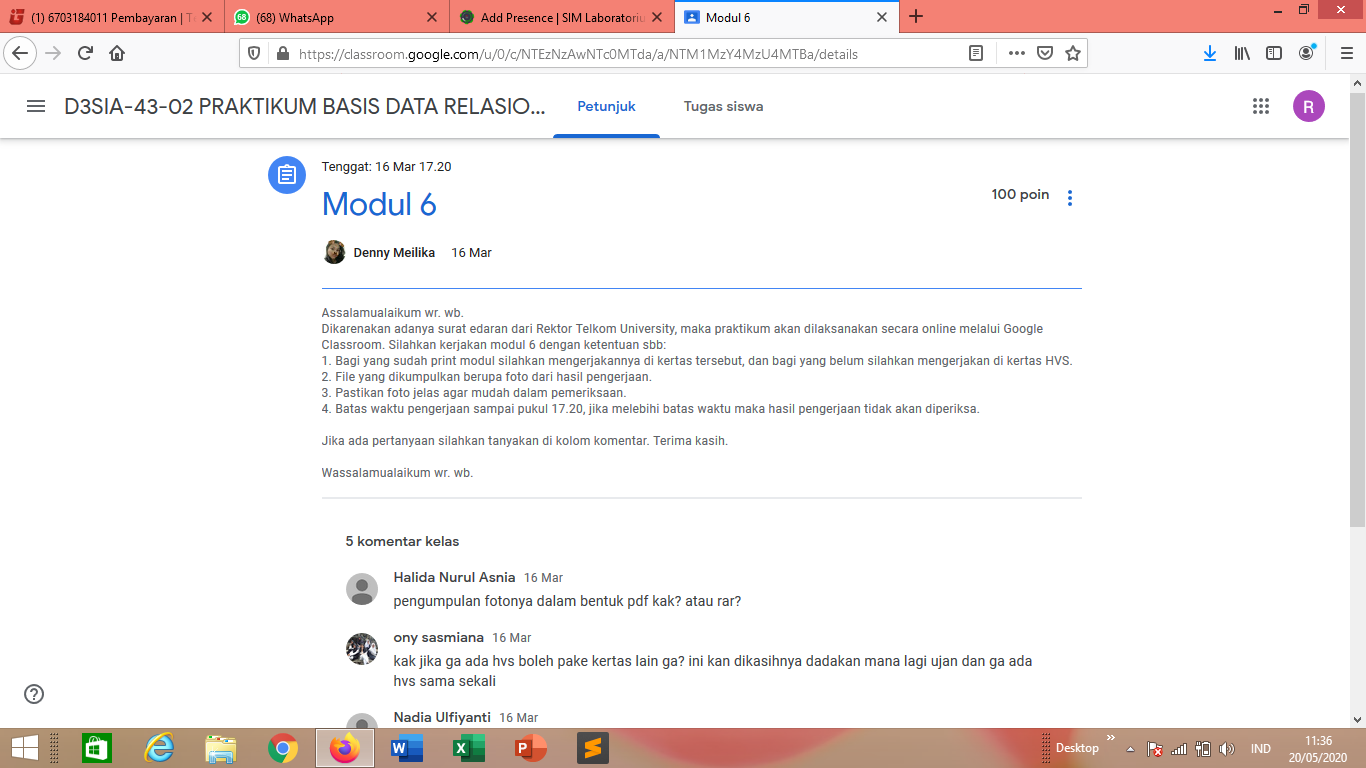 (1) 6703184011 Pembayaran | T
(68) WhatsApp
Add Presence | SIM Laboratoriu
Modul 6
https://classroom.google.com/u/0/c/NTEzNzAwNTc0MTda/a/NTM1MzY4MzU4MTBa/details
D3SIA-43-02 PRAKTIKUM BASIS DATA RELASIO...
Petunjuk
Tugas siswa
R
Tenggat: 16 Mar 17.20
Modul 6
100 poin
Denny Meilika 16 Mar
Assalamualaikum wr. wb.
Dikarenakan adanya surat edaran dari Rektor Telkom University, maka praktikum akan dilaksanakan secara online melalui Google
Classroom. Silahkan kerjakan modul 6 dengan ketentuan sbb:
1. Bagi yang sudah print modul silahkan mengerjakannya di kertas tersebut, dan bagi yang belum silahkan mengerjakan di kertas HVS.
2. File yang dikumpulkan berupa foto dari hasil pengerjaan.
3. Pastikan foto jelas agar mudah dalam pemeriksaan.
4. Batas waktu pengerjaan sampai pukul 17.20, jika melebihi batas waktu maka hasil pengerjaan tidak akan diperiksa.
Jika ada pertanyaan silahkan tanyakan di kolom komentar. Terima kasih.
Wassalamualaikum wr. wb.
5 komentar kelas
Halida Nurul Asnia 16 Mar
pengumpulan fotonya dalam bentuk pdf kak? atau rar?
ony sasmiana 16 Mar
kak jika ga ada hvs boleh pake kertas lain ga? ini kan dikasihnya dadakan mana lagi ujan dan ga ada
hvs sama sekali
Nadia Ulfiyanti 16 Mar
Desktop
IND
11:36
20/05/2020